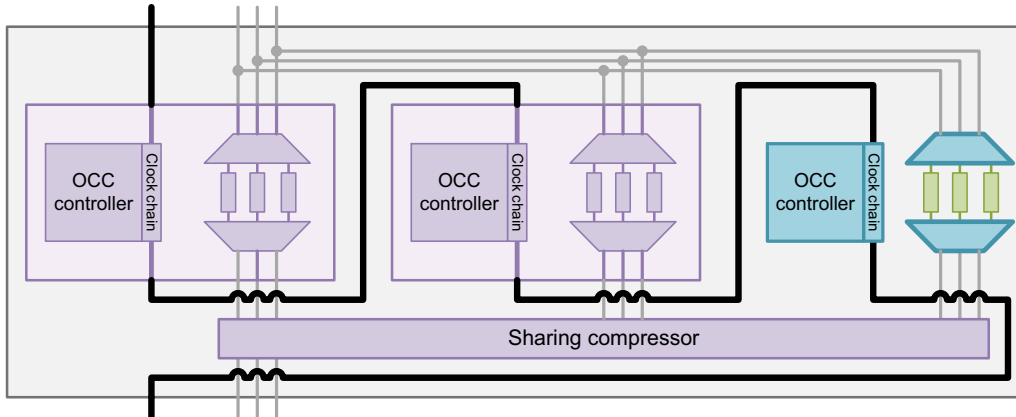 OCC
controller
Clock chain
OCC
controller
Clock chain
OCC
controller
Clock chain
Sharing compressor